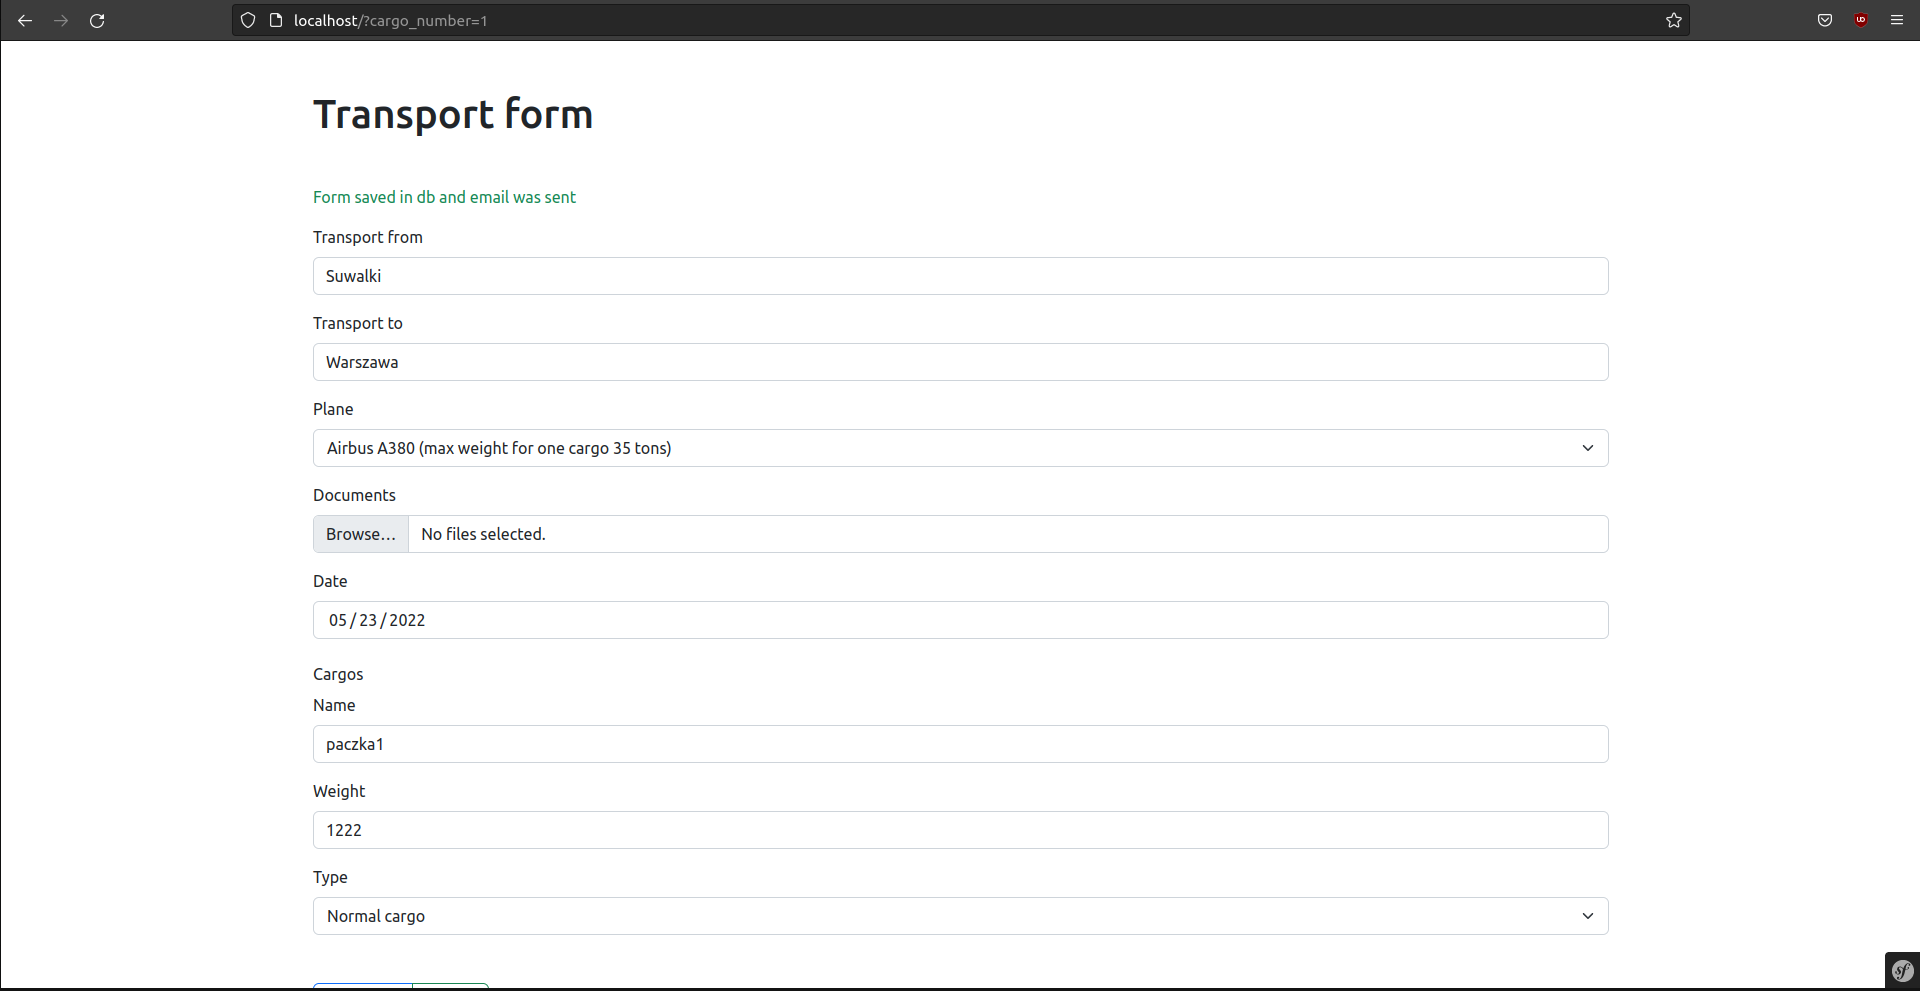 localhost/?cargo_number=1
Transport form
Form saved in db and email was sent
Transport from
Suwalki
Transport to
Warszawa
Plane
Airbus A380 (max weight for one cargo 35 tons)
Documents
Browse... No files selected.
Date
05 / 23 / 2022
Cargos
Name
paczka1
Weight
1222
Type
Normal cargo
sf